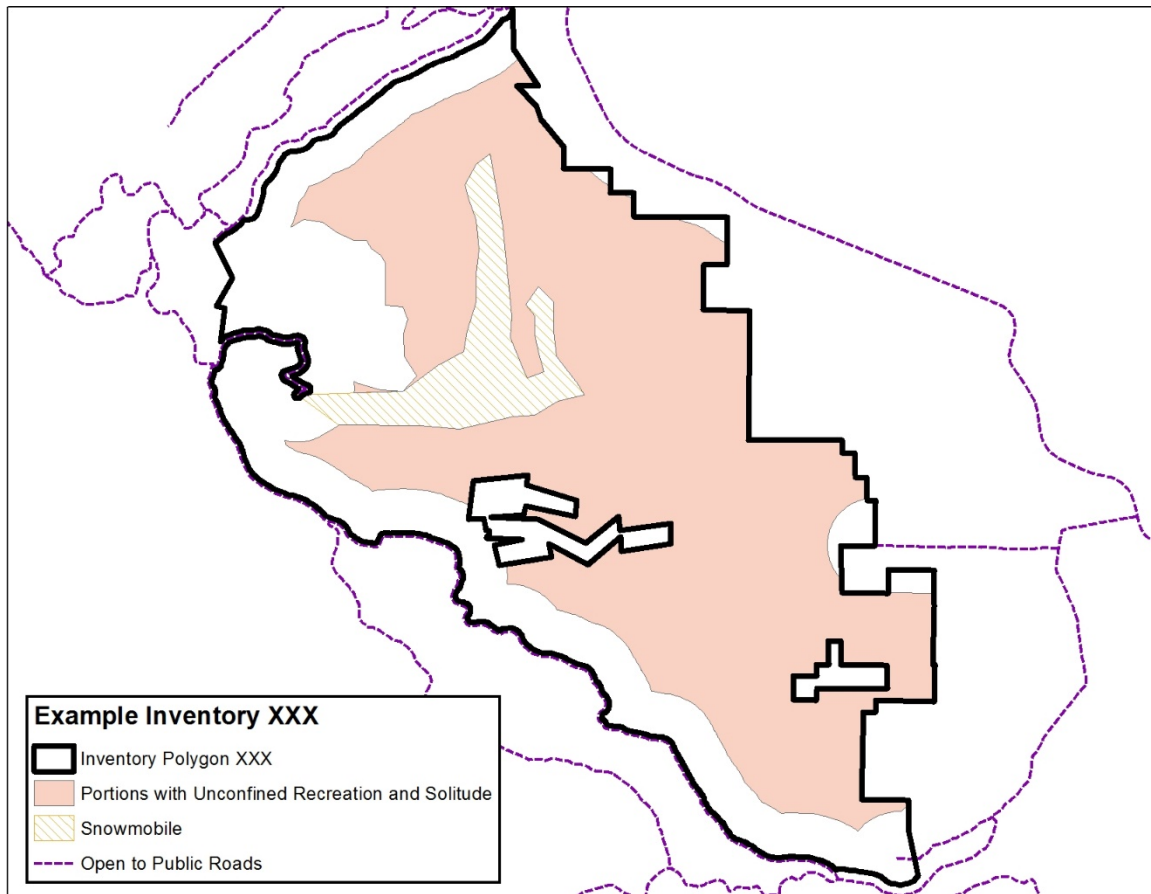 Example Inventory XXX
Inventory Polygon XXX
Portions with Unconfined Recreation and Solitude
Snowmobile
Open to Public Roads